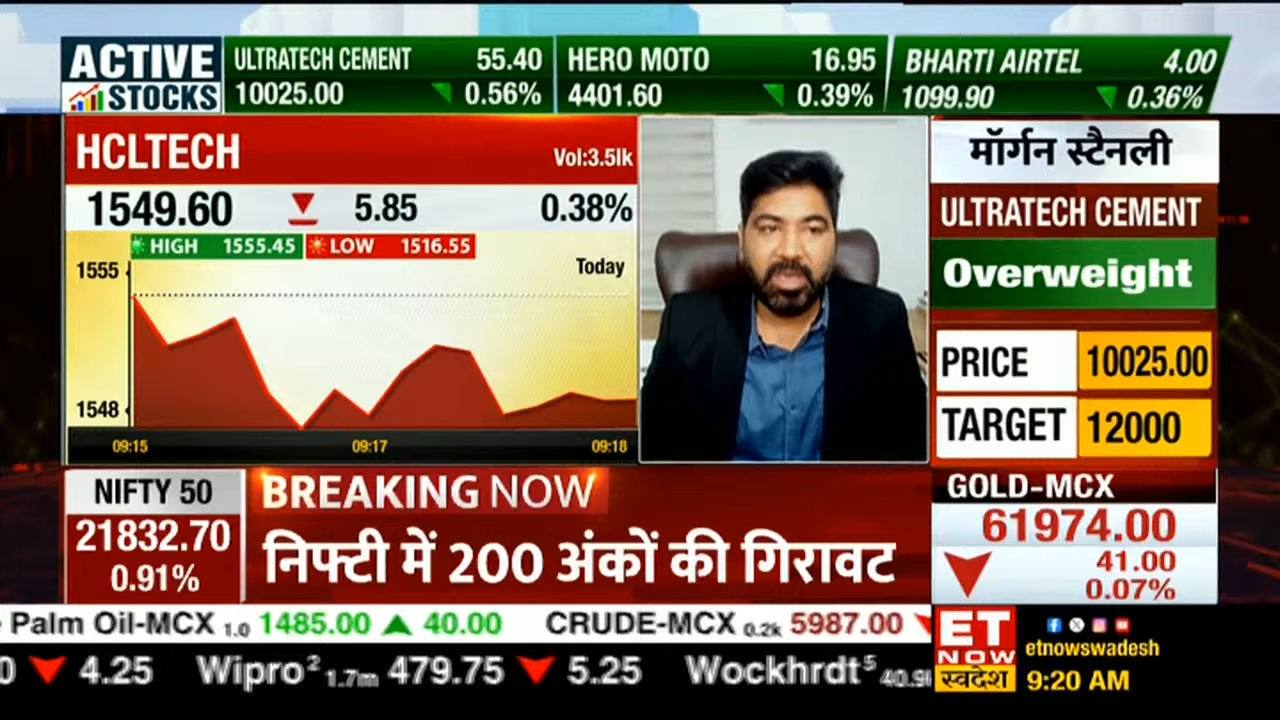 ACTIVE
STOCKS
ULTRATECH CEMENT 55.40
10025.00 0.56%
HERO MOTO 16.95
4401.60 0.39%
BHARTI AIRTEL 4.00
1099.90 0.36%
HCLTECH Vol:3.5lk
1549.60 5.85 0.38%
HIGH 1555.45 LOW 1516.55
Today
1555
1548
09:15 09:17 09:18
मॉर्गन स्टैनली
ULTRATECH CEMENT
Overweight
PRICE 10025.00
TARGET 12000
NIFTY 50
21832.70
0.91%
BREAKING NOW
निफ्टी में 200 अंकों की गिरावट
GOLD-MCX
61974.00
41.00
0.07%
Palm Oil-MCX 1.0 1485.00 40.00 CRUDE-MCX 0.2k 5987.00
0 4.25 Wipro 2 1.7m 479.75 5.25 Wockhrdt 5 40.9
ET
NOW
स्वदेश
etnowswadesh
9:20 AM